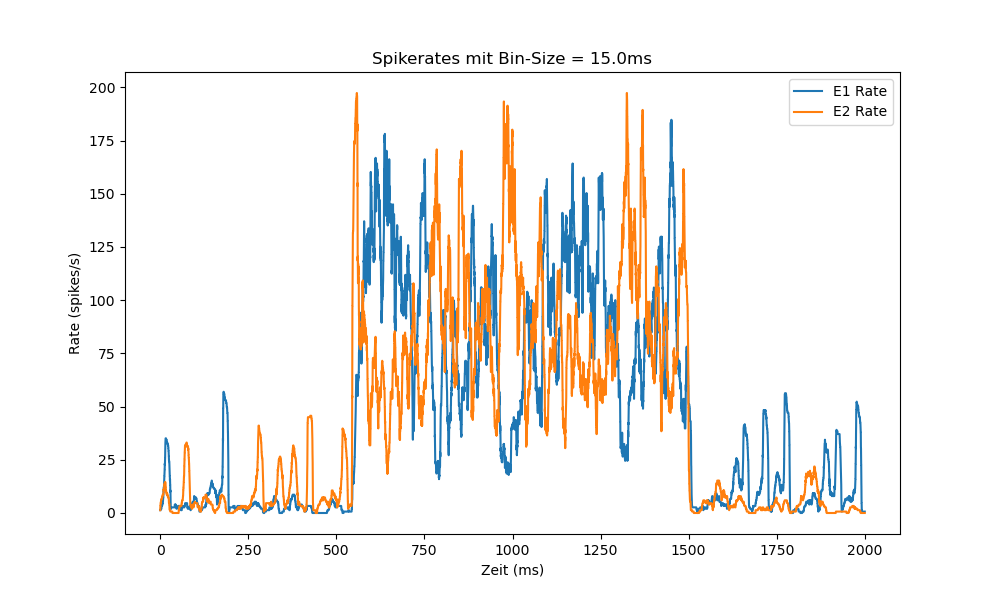 Spikerates mit Bin-Size = 15.0ms
E1 Rate
E2 Rate
200
175
150
125
100
75
50
25
0
Rate (spikes/s)
0 250 500 750 1000 1250 1500 1750 2000
Zeit (ms)